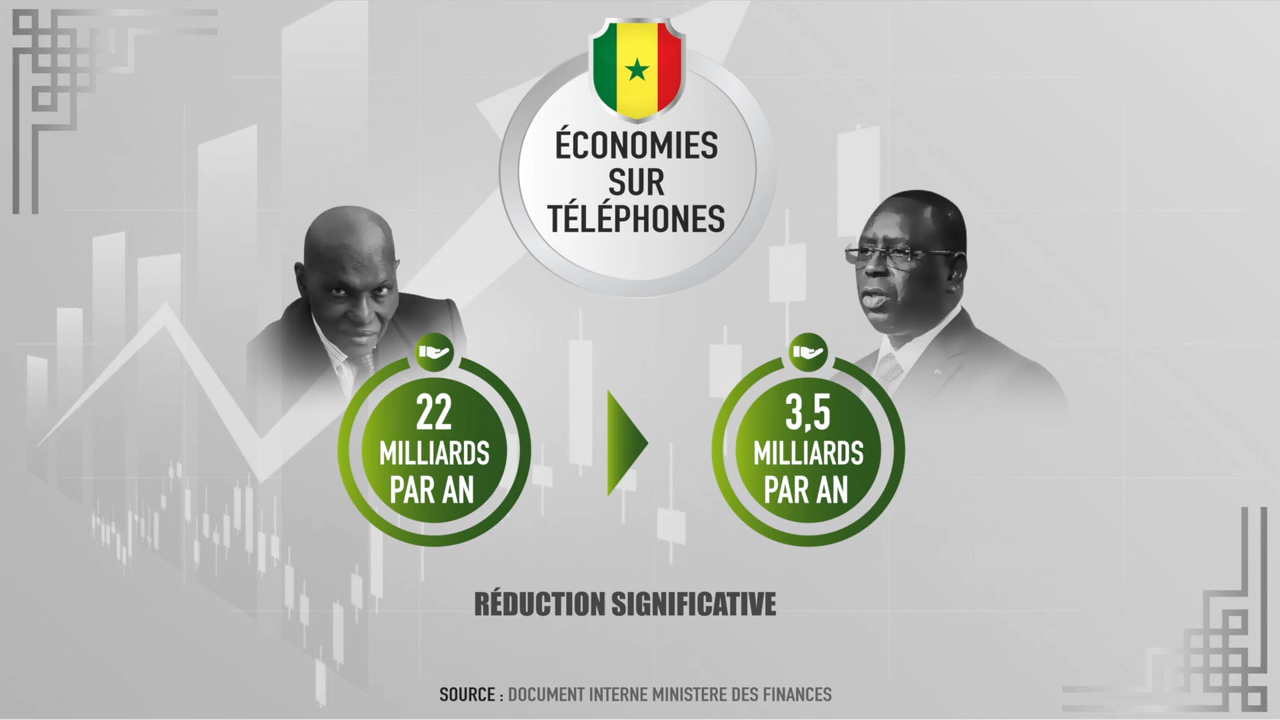 ÉCONOMIES
SUR
TÉLÉPHONES
22
MILLIARDS
PAR AN
3,5
MILLIARDS
PAR AN
RÉDUCTION SIGNIFICATIVE
SOURCE : DOCUMENT INTERNE MINISTERE DES FINANCES